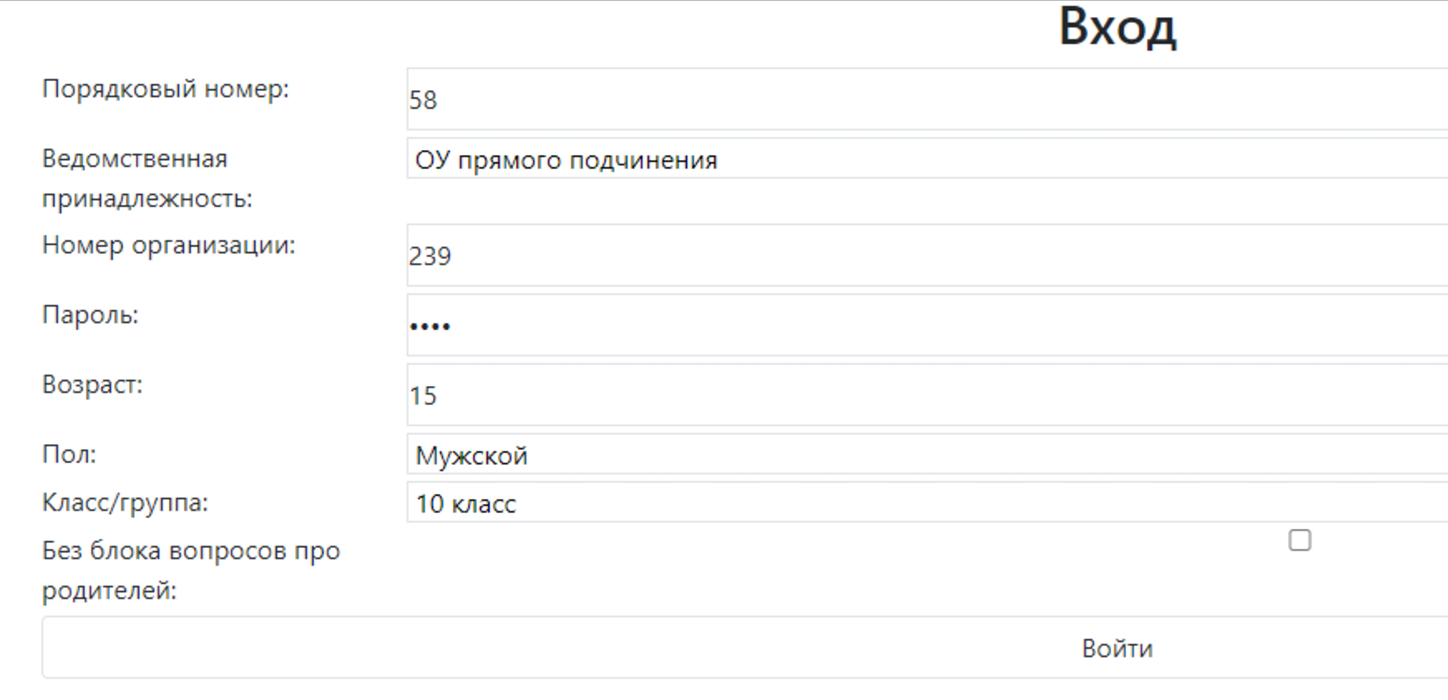 Вход
Порядковый номер:
58
Ведомственная
принадлежность:
ОУ прямого подчинения
Номер организации:
239
Пароль:
••••
Возраст:
15
Пол:
Мужской
Класс/группа:
10 класс
Без блока вопросов про
родителей:
Войти